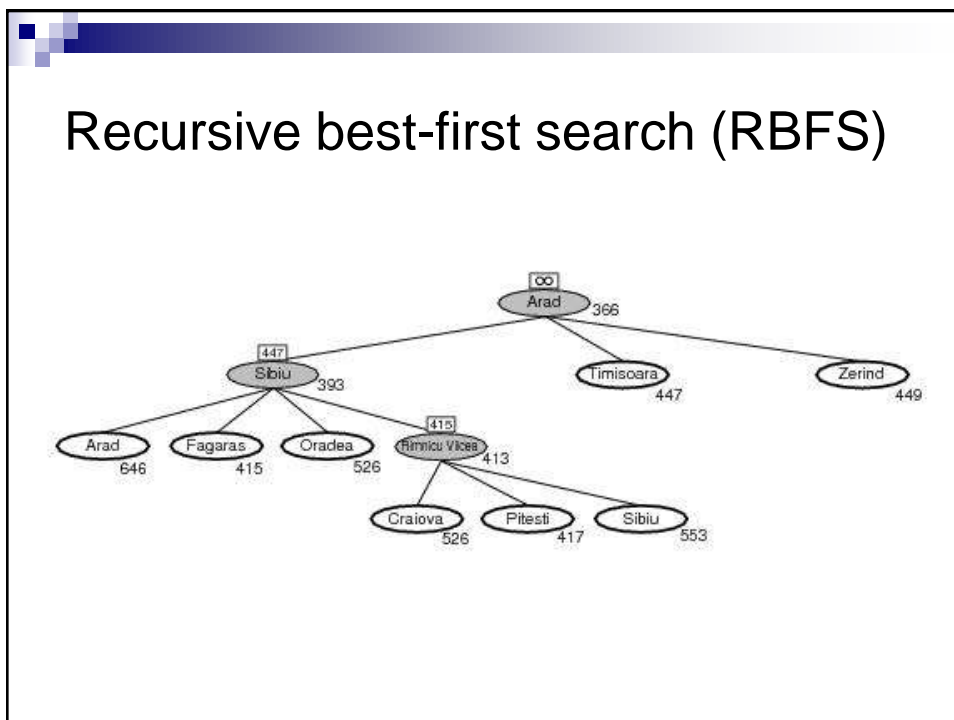 Recursive best-first search (RBFS)
∞
Arad 366
447
Sibiu 393
Timisoara 447
Zerind 449
415
Arad 646
Fagaras 415
Oradea 526
Rimnicu Vilcea 413
Craiova 526
Pitesti 417
Sibiu 553